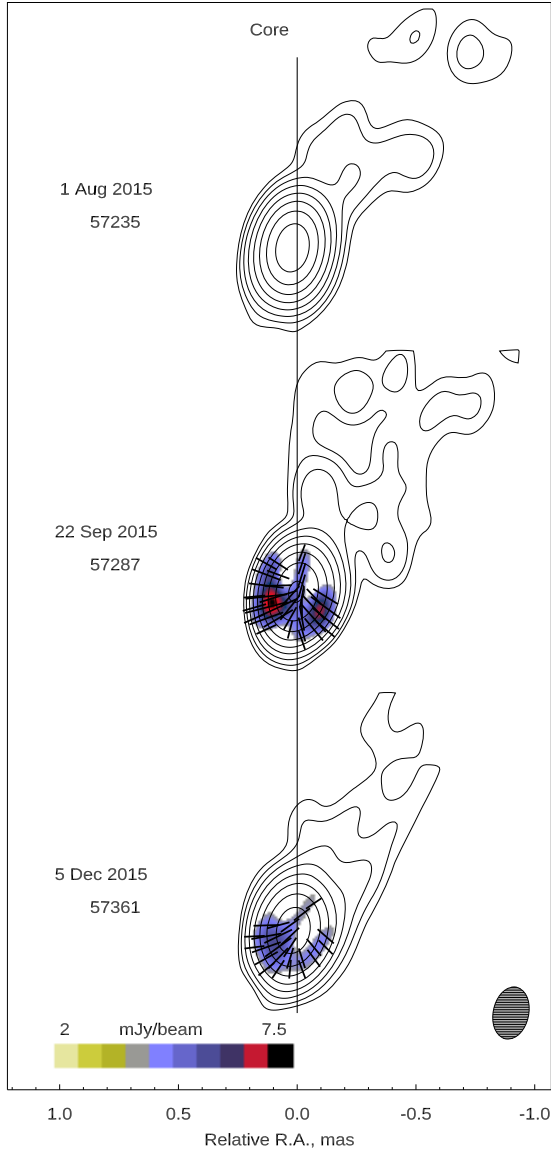 Core
1 Aug 2015
57235
22 Sep 2015
57287
5 Dec 2015
57361
2 mJy/beam 7.5
1.0 0.5 0.0 -0.5 -1.0
Relative R.A., mas